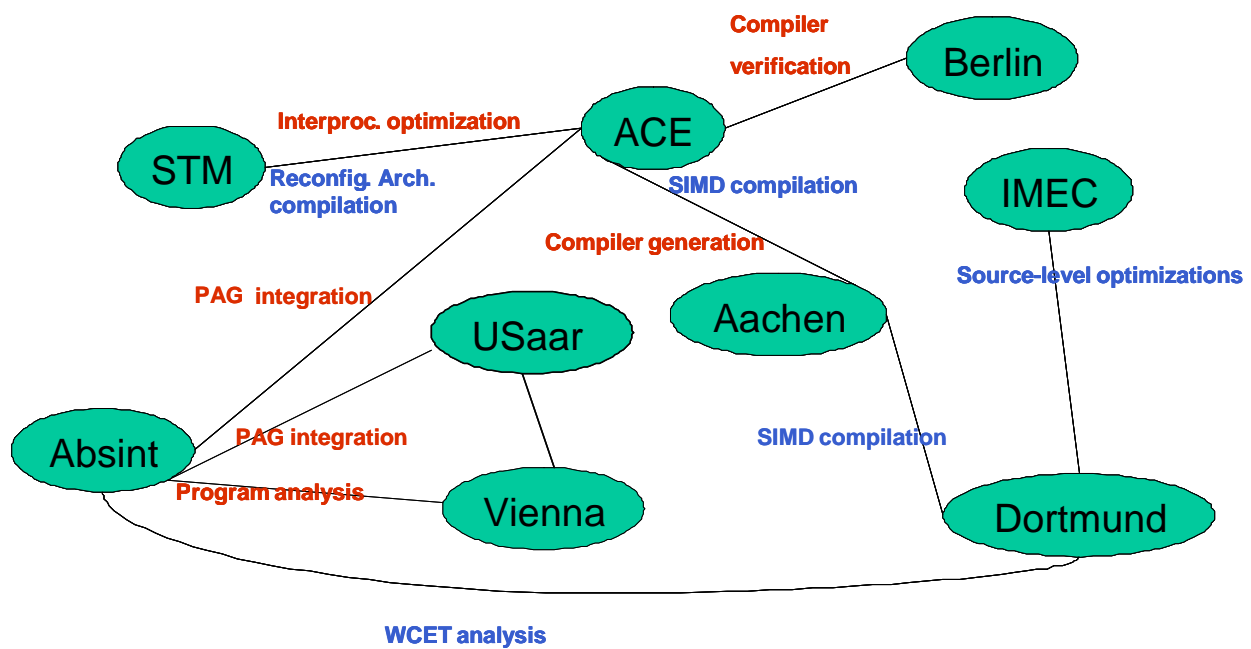 Compiler
verification
Berlin
Interproc. optimization
ACE
STM
Reconfig. Arch.
compilation
SIMD compilation
IMEC
Compiler generation
Source-level optimizations
PAG integration
USaar
Aachen
Absint
PAG integration
SIMD compilation
Program analysis
Vienna
Dortmund
WCET analysis